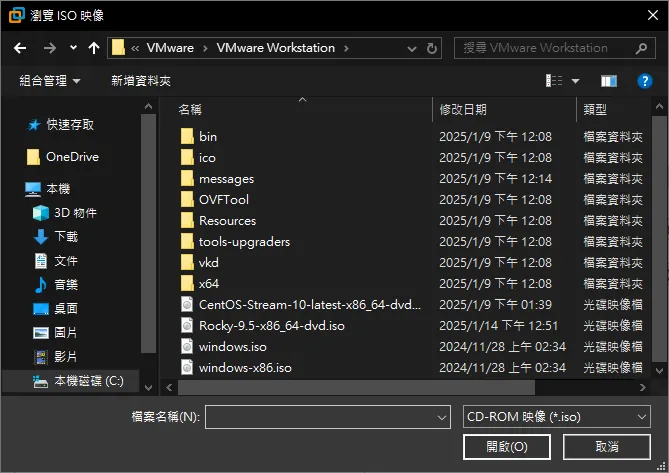 瀏覽 ISO 映像
« VMware › VMware Workstation ›
搜尋 VMware Workstation
組合管理 新增資料夾
快速存取
OneDrive
本機
3D 物件
下載
文件
音樂
桌面
圖片
影片
本機磁碟 (C:)
名稱 修改日期 類型
bin 2025/1/9 下午 12:08 檔案資料夾
ico 2025/1/9 下午 12:08 檔案資料夾
messages 2025/1/9 下午 12:14 檔案資料夾
OVFTool 2025/1/9 下午 12:08 檔案資料夾
Resources 2025/1/9 下午 12:08 檔案資料夾
tools-upgraders 2025/1/9 下午 12:08 檔案資料夾
vkd 2025/1/9 下午 12:08 檔案資料夾
x64 2025/1/9 下午 12:08 檔案資料夾
CentOS-Stream-10-latest-x86_64-dvd... 2025/1/9 下午 01:39 光碟映像檔
Rocky-9.5-x86_64-dvd.iso 2025/1/14 下午 12:51 光碟映像檔
windows.iso 2024/11/28 上午 02:34 光碟映像檔
windows-x86.iso 2024/11/28 上午 02:34 光碟映像檔
檔案名稱(N):
CD-ROM 映像 (*.iso)
開啟(O) 取消